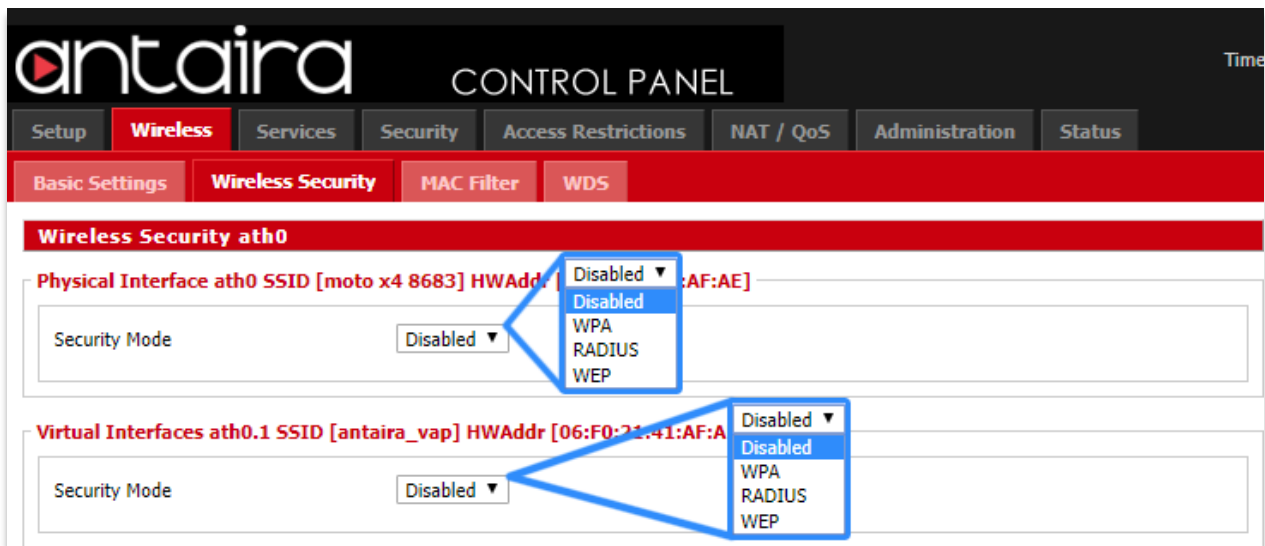 antaira CONTROL PANEL
Time
Setup Wireless Services Security Access Restrictions NAT / QoS Administration Status
Basic Settings Wireless Security MAC Filter WDS
Wireless Security ath0
Physical Interface ath0 SSID [moto x4 8683] HWAddr [ :AF:AE]
Security Mode Disabled ▼
Disabled ▼
Disabled
WPA
RADIUS
WEP
Virtual Interfaces ath0.1 SSID [antaira_vap] HWAddr [06:F0:21:41:AF:A
Security Mode Disabled ▼
Disabled ▼
Disabled
WPA
RADIUS
WEP